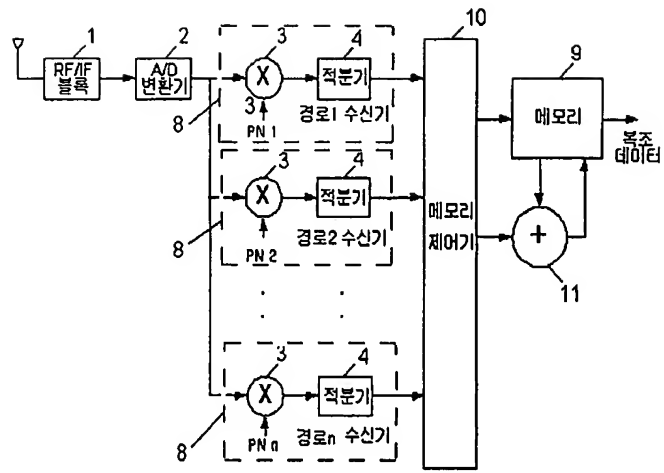 1
RF/IF
블록
2
A/D
변환기
3
X
3
PN 1
4
적분기
경로1 수신기
8
3
X
PN 2
4
적분기
경로2 수신기
8
3
X
PN n
4
적분기
경로n 수신기
8
10
메모리
제어기
9
메모리
복조
데이터
+
11